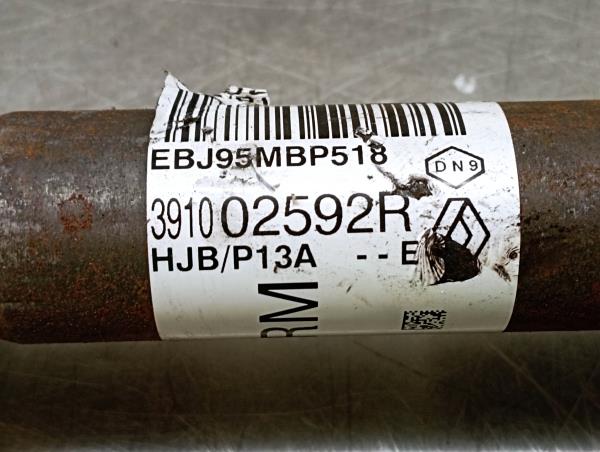 EBJ95MBP518
DN9
391002592R
HJB/P13A --E
RM